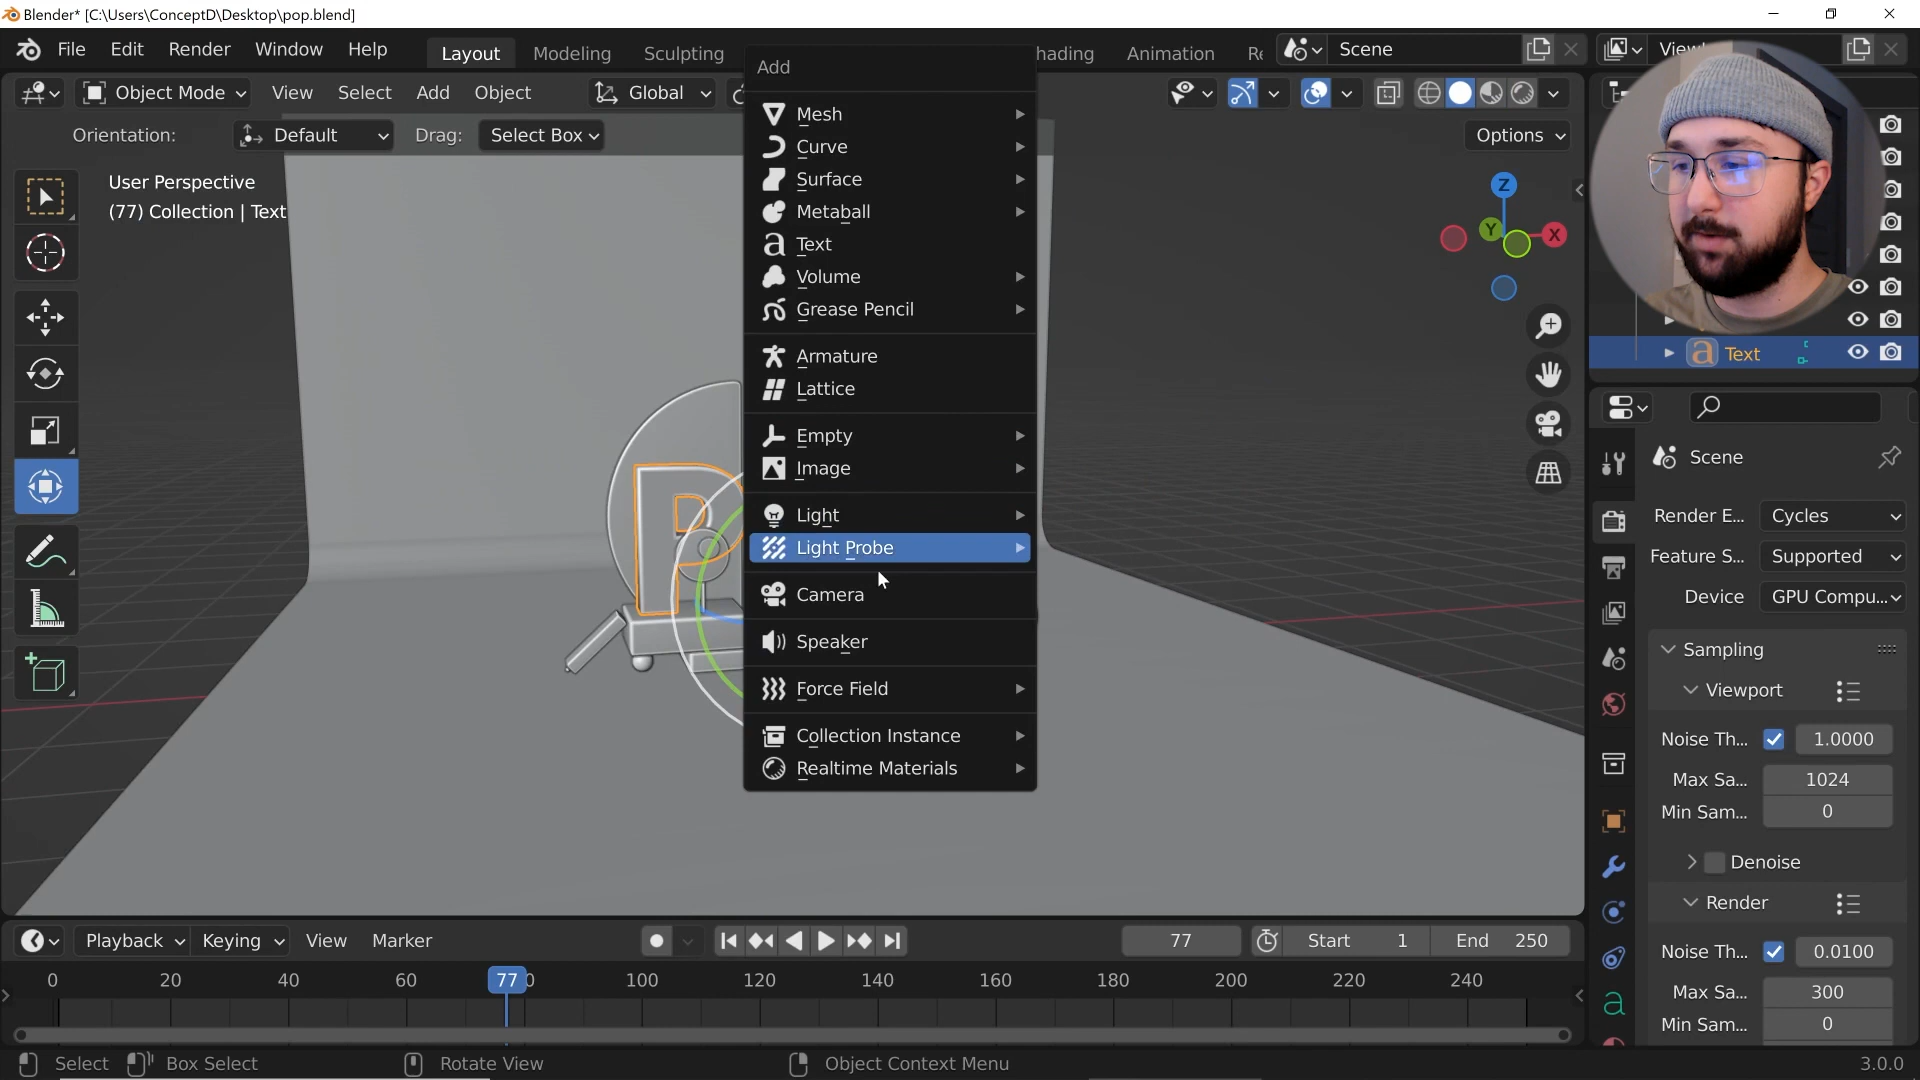 Blender* [C:\Users\ConceptD\Desktop\pop.blend]
File Edit Render Window Help
Layout Modeling Sculpting hading Animation Re
Scene
View
Object Mode View Select Add Object
Global
Orientation: Default Drag: Select Box
Options
User Perspective
(77) Collection | Text
Z
Y
X
P
Add
Mesh
Curve
Surface
Metaball
Text
Volume
Grease Pencil
Armature
Lattice
Empty
Image
Light
Light Probe
Camera
Speaker
Force Field
Collection Instance
Realtime Materials
Text
Scene
Render E... Cycles
Feature S... Supported
Device GPU Compu...
Sampling
Viewport
Noise Th... 1.0000
Max Sa... 1024
Min Sam... 0
Denoise
Render
Noise Th... 0.0100
Max Sa... 300
Min Sam... 0
Playback Keying View Marker
77 Start 1 End 250
0 20 40 60 77 0 100 120 140 160 180 200 220 240
Select Box Select Rotate View Object Context Menu 3.0.0